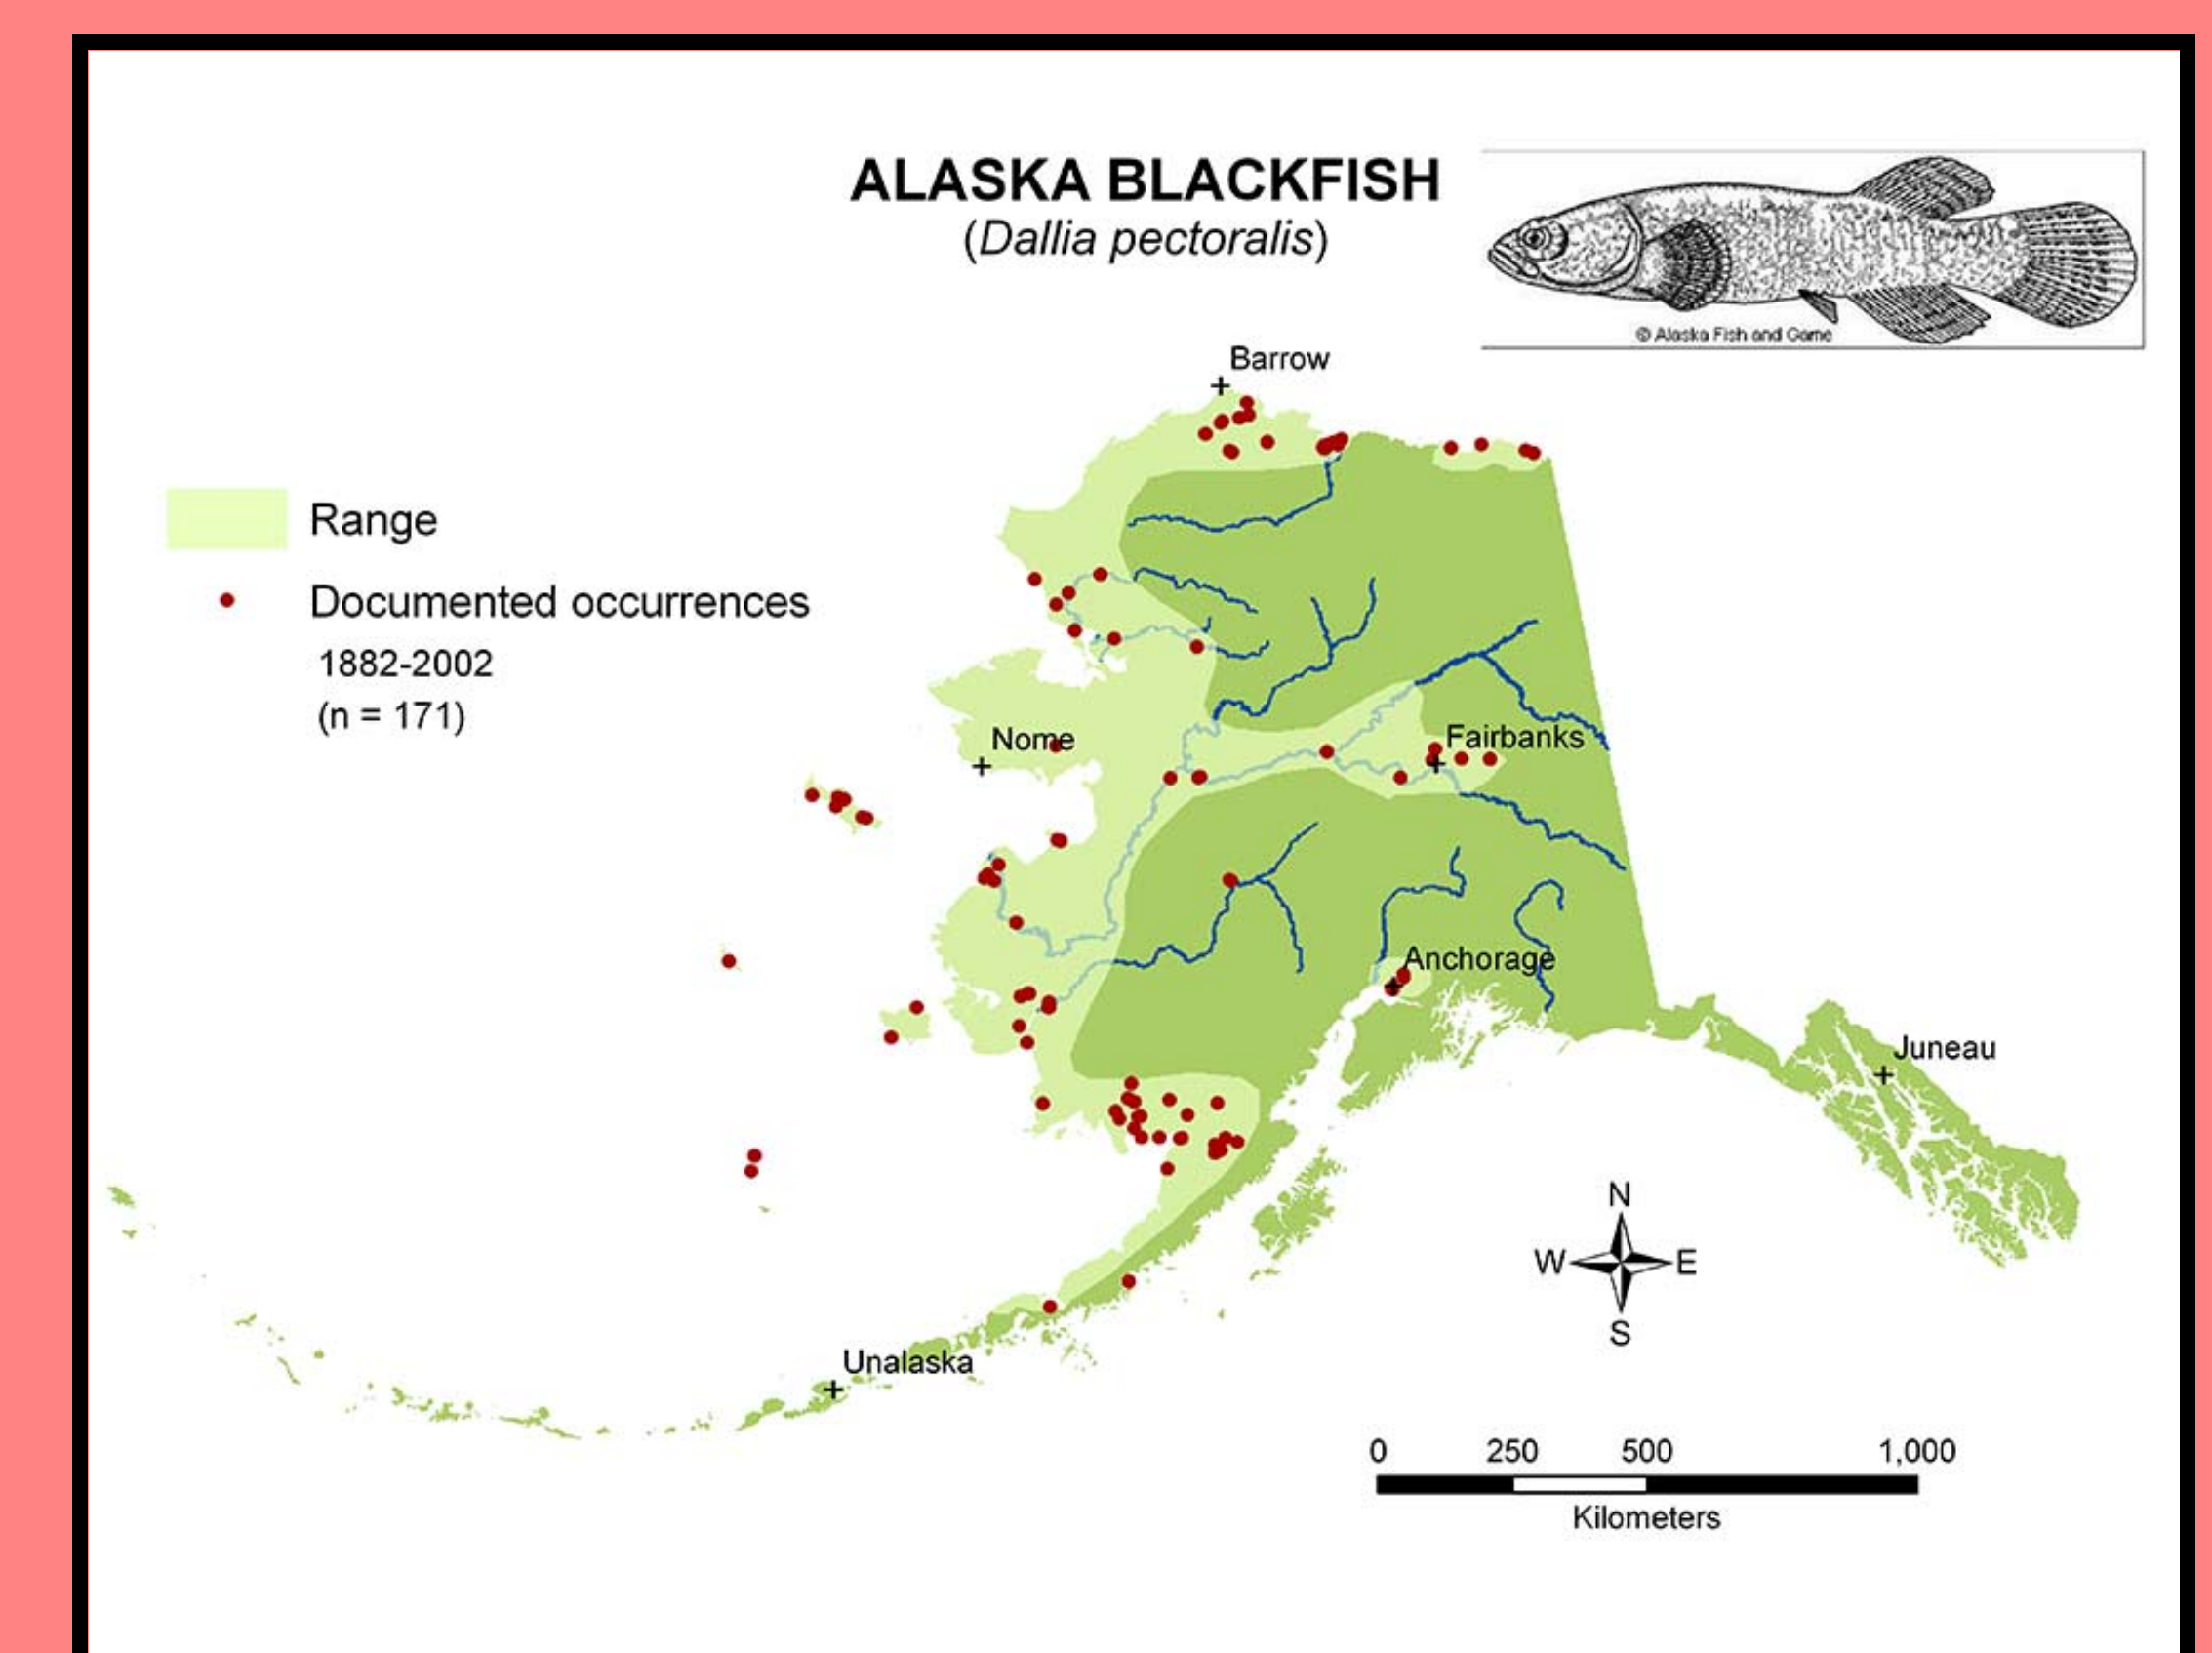 ALASKA BLACKFISH
(Dallia pectoralis)
© Alaska Fish and Game
Barrow
Range
Documented occurrences
1882-2002
(n = 171)
Nome
Fairbanks
Anchorage
Juneau
N
W E
S
Unalaska
0 250 500 1,000
Kilometers